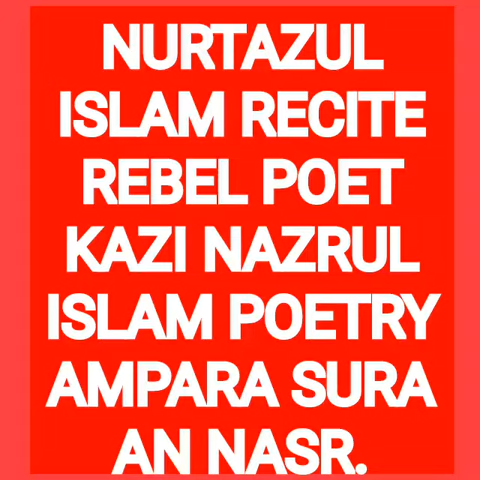 NURTAZUL
ISLAM RECITE
REBEL POET
KAZI NAZRUL
ISLAM POETRY
AMPARA SURA
AN NASR.